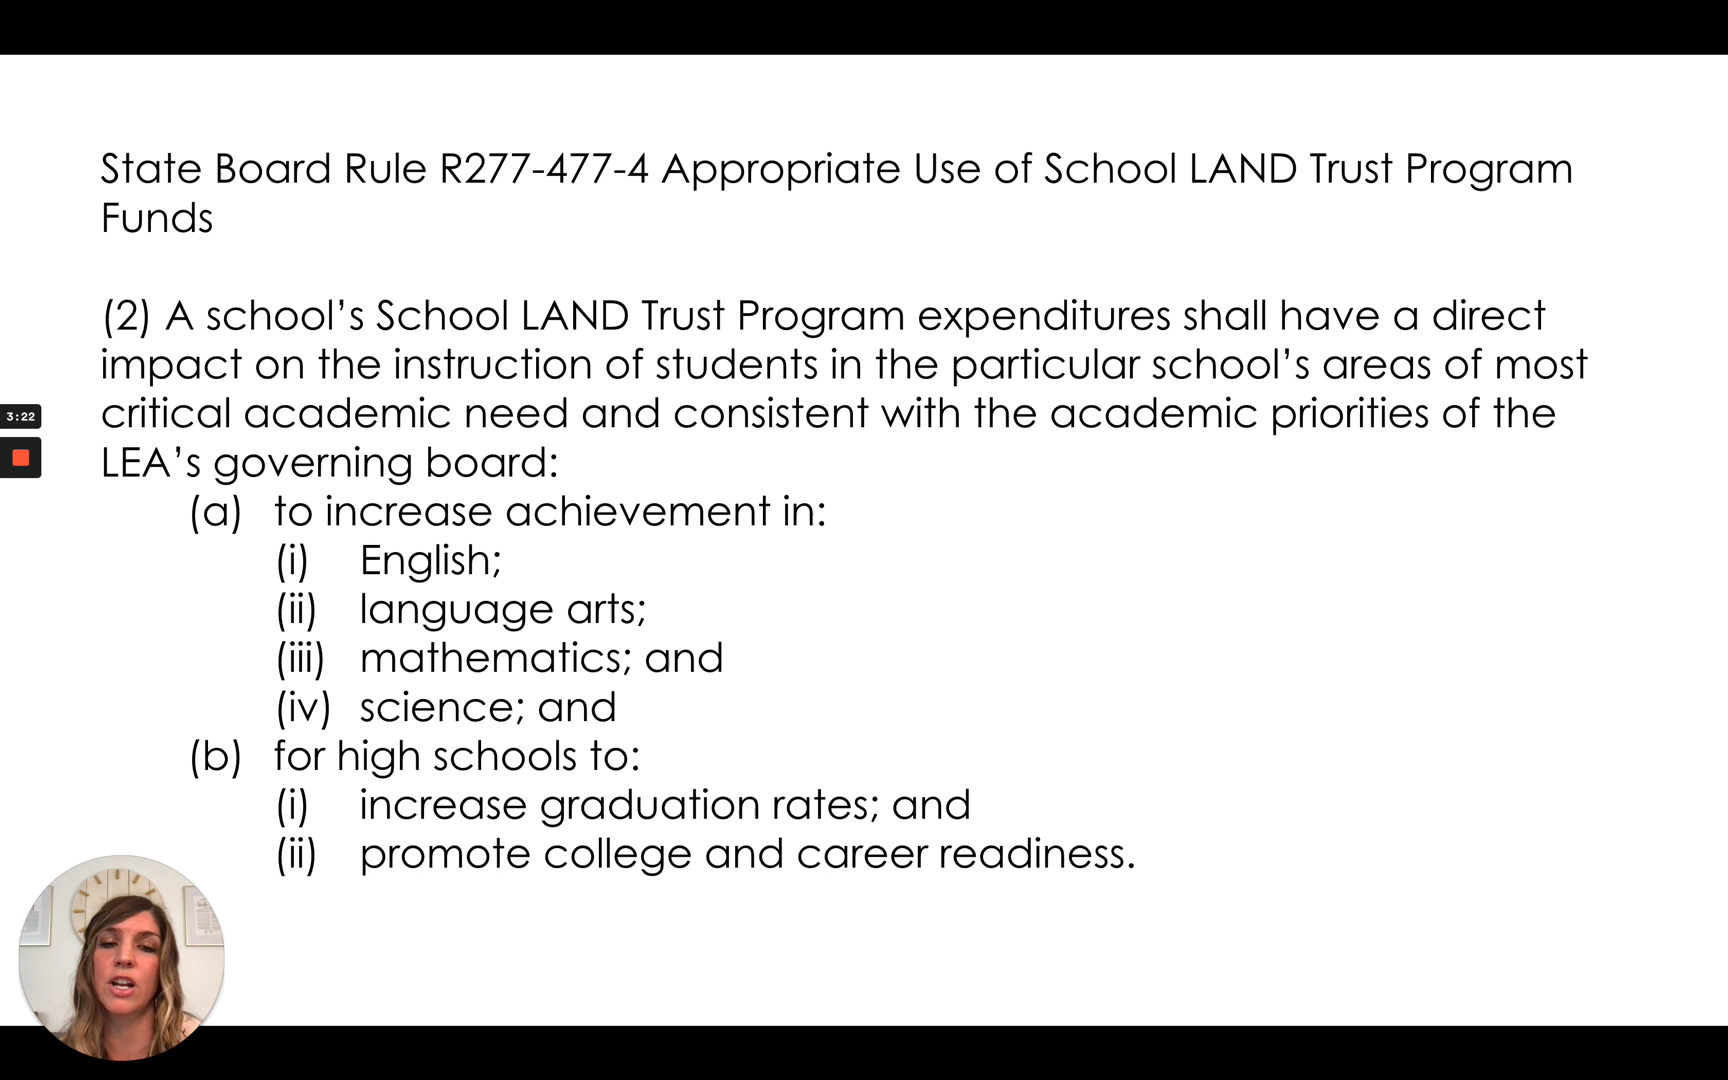 State Board Rule R277-477-4 Appropriate Use of School LAND Trust Program
Funds
(2) A school’s School LAND Trust Program expenditures shall have a direct
impact on the instruction of students in the particular school’s areas of most
critical academic need and consistent with the academic priorities of the
LEA’s governing board:
(a) to increase achievement in:
(i) English;
(ii) language arts;
(iii) mathematics; and
(iv) science; and
(b) for high schools to:
(i) increase graduation rates; and
(ii) promote college and career readiness.
3:22